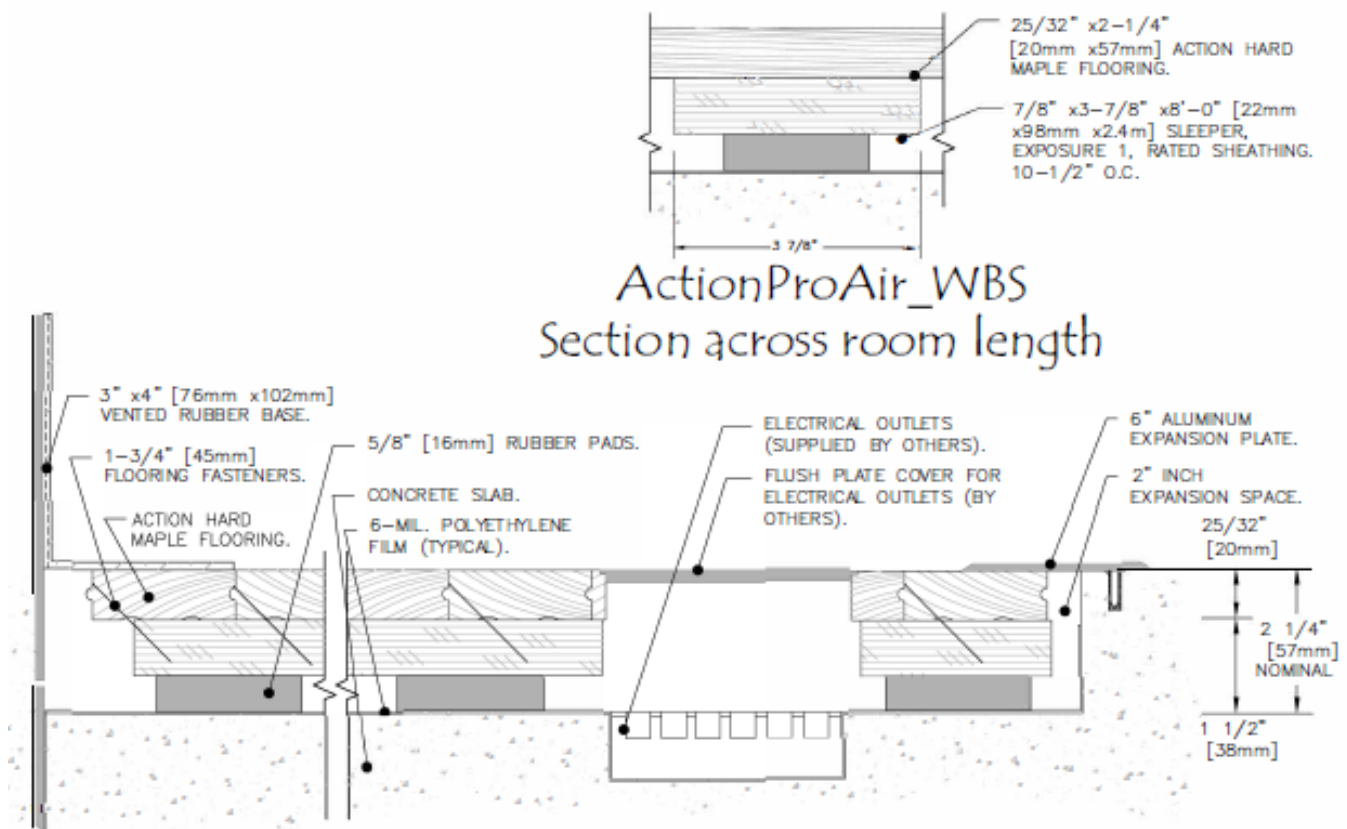 25/32" x2-1/4"
[20mm x57mm] ACTION HARD
MAPLE FLOORING.
7/8" x3-7/8" x8'-0" [22mm
x98mm x2.4m] SLEEPER,
EXPOSURE 1, RATED SHEATHING.
10-1/2" O.C.
3 7/8"
ActionProAir_WBS
Section across room length
3" x4" [76mm x102mm]
VENTED RUBBER BASE.
1-3/4" [45mm]
FLOORING FASTENERS.
ACTION HARD
MAPLE FLOORING.
5/8" [16mm] RUBBER PADS.
CONCRETE SLAB.
6-MIL. POLYETHYLENE
FILM (TYPICAL).
ELECTRICAL OUTLETS
(SUPPLIED BY OTHERS).
FLUSH PLATE COVER FOR
ELECTRICAL OUTLETS (BY
OTHERS).
6" ALUMINUM
EXPANSION PLATE.
2" INCH
EXPANSION SPACE.
25/32"
[20mm]
2 1/4"
[57mm]
NOMINAL
1 1/2"
[38mm]